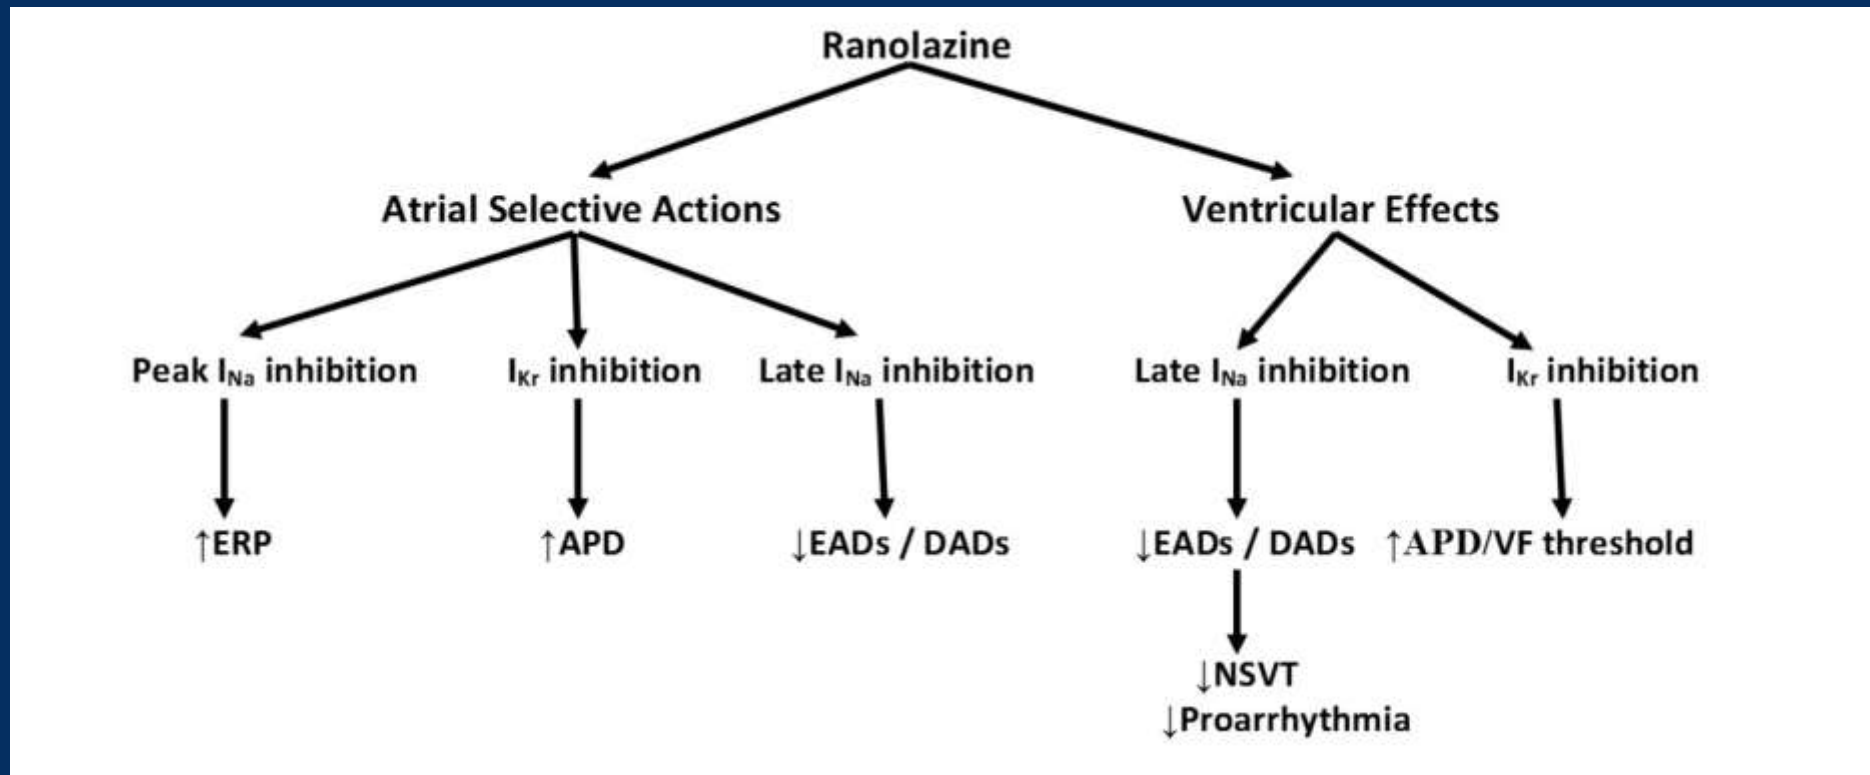 Ranolazine
Atrial Selective Actions
Ventricular Effects
Peak INa inhibition
IKr inhibition
Late INa inhibition
Late INa inhibition
IKr inhibition
↑ERP
↑APD
↓EADs / DADs
↓EADs / DADs
↑APD/VF threshold
↓NSVT
↓Proarrhythmia